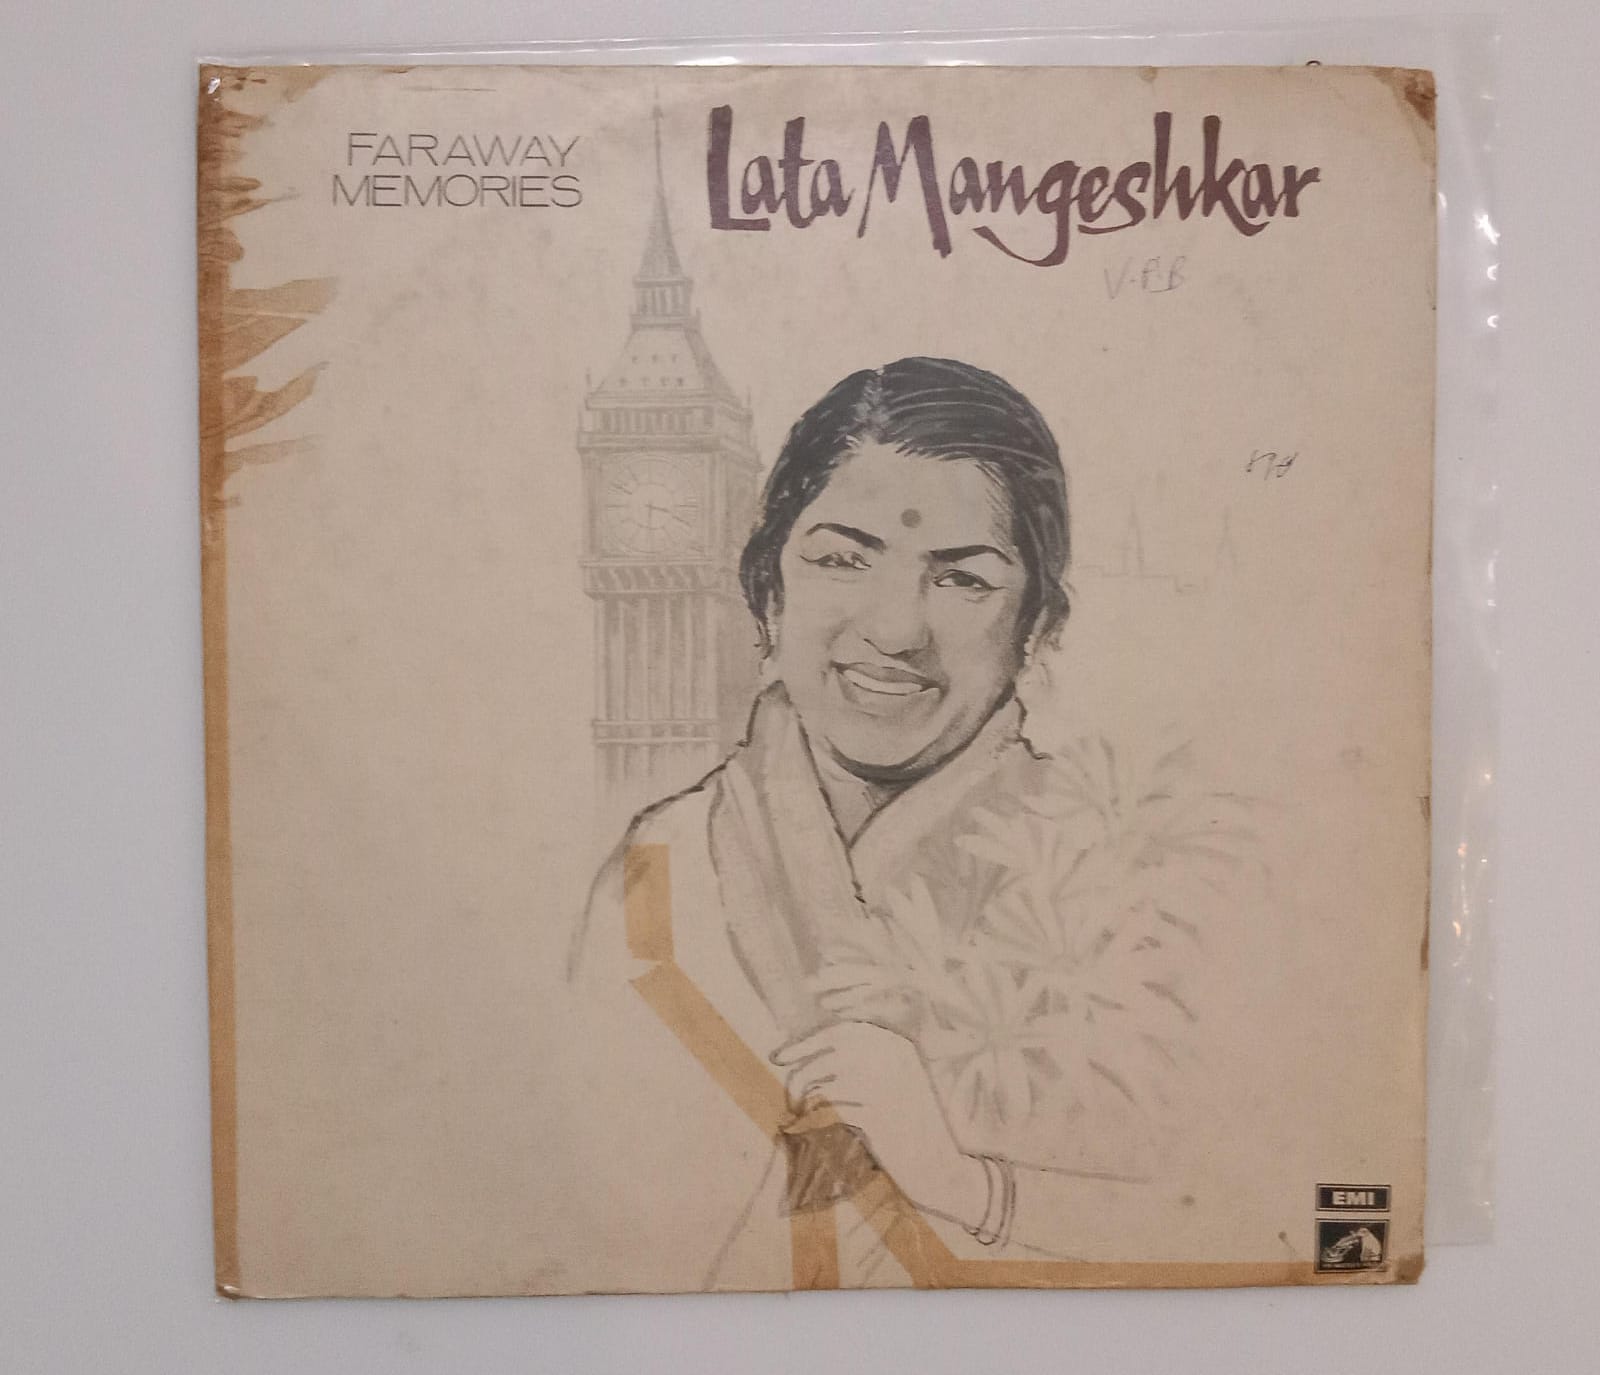 FARAWAY
MEMORIES
Lata Mangeshkar
V.P.B
EMI